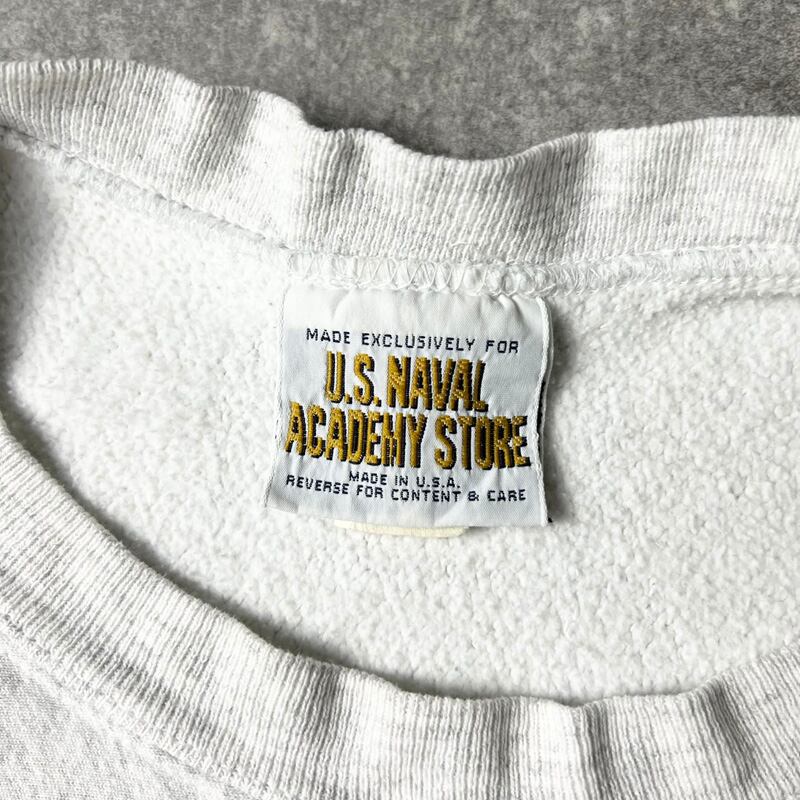 MADE EXCLUSIVELY FOR
U.S. NAVAL
ACADEMY STORE
MADE IN U.S.A.
REVERSE FOR CONTENT & CARE